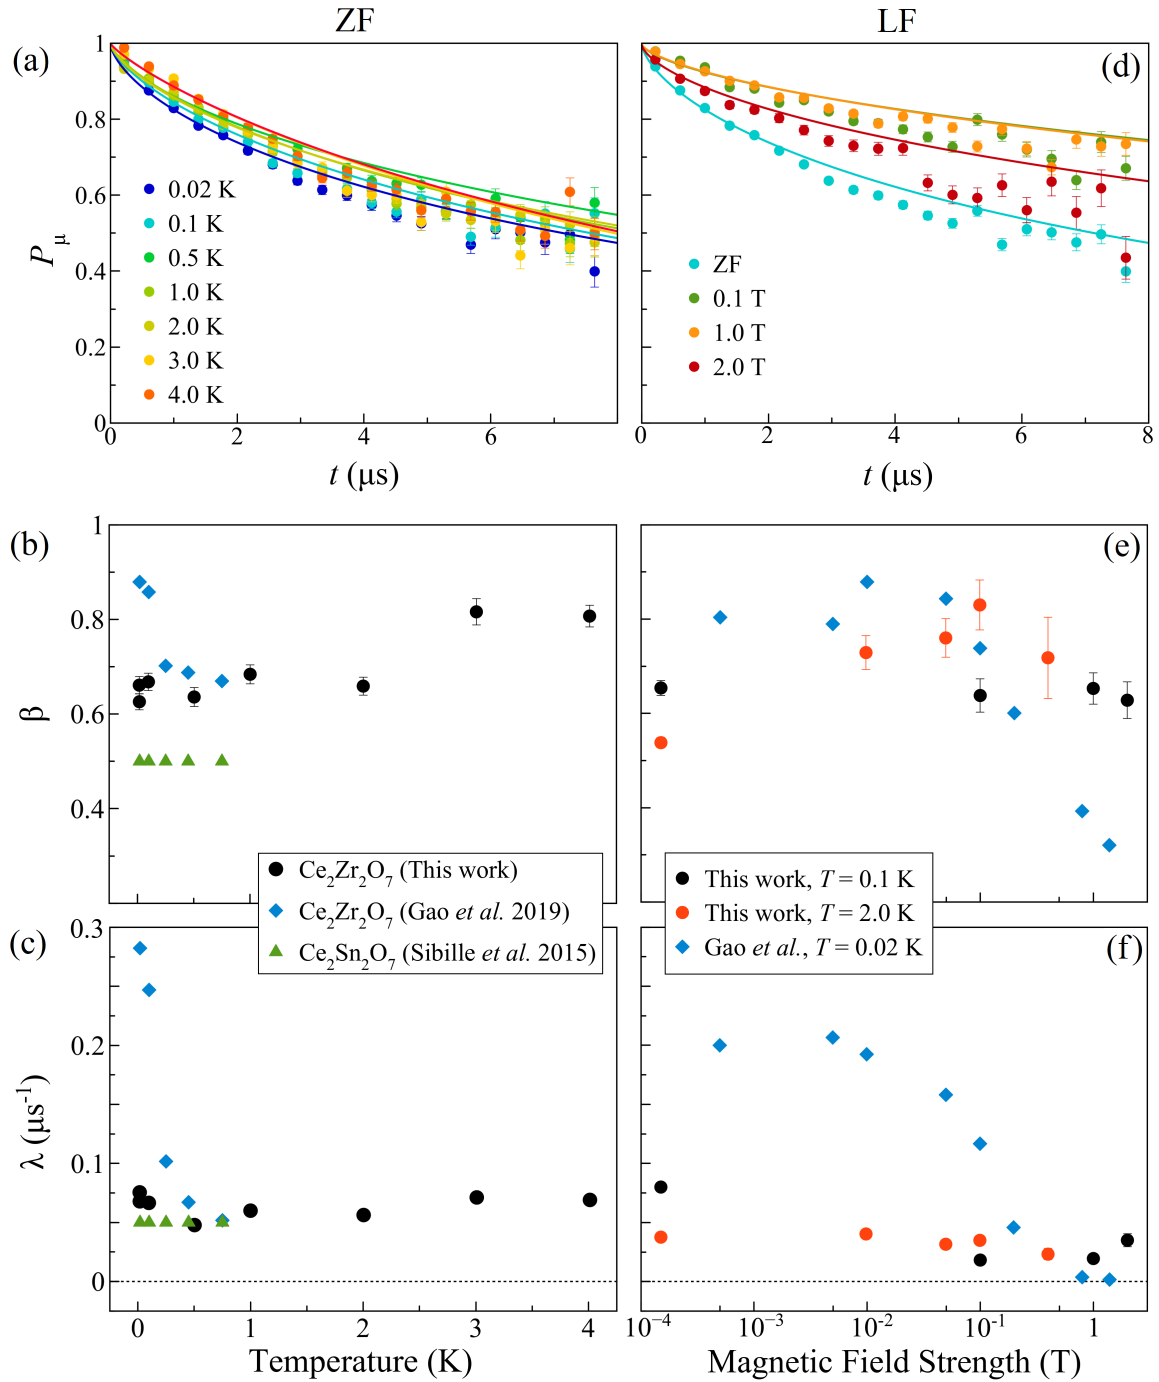 ZF
LF
(a)
(d)
1
0.8
0.6
0.4
0.2
0
P_μ
0.02 K
0.1 K
0.5 K
1.0 K
2.0 K
3.0 K
4.0 K
ZF
0.1 T
1.0 T
2.0 T
0 2 4 6
0 2 4 6 8
t (μs)
t (μs)
(b)
(e)
1
0.8
0.6
0.4
β
Ce₂Zr₂O₇ (This work)
Ce₂Zr₂O₇ (Gao et al. 2019)
Ce₂Sn₂O₇ (Sibille et al. 2015)
This work, T = 0.1 K
This work, T = 2.0 K
Gao et al., T = 0.02 K
(c)
(f)
0.3
0.2
0.1
0
λ (μs⁻¹)
0 1 2 3 4
10⁻⁴ 10⁻³ 10⁻² 10⁻¹ 1
Temperature (K)
Magnetic Field Strength (T)